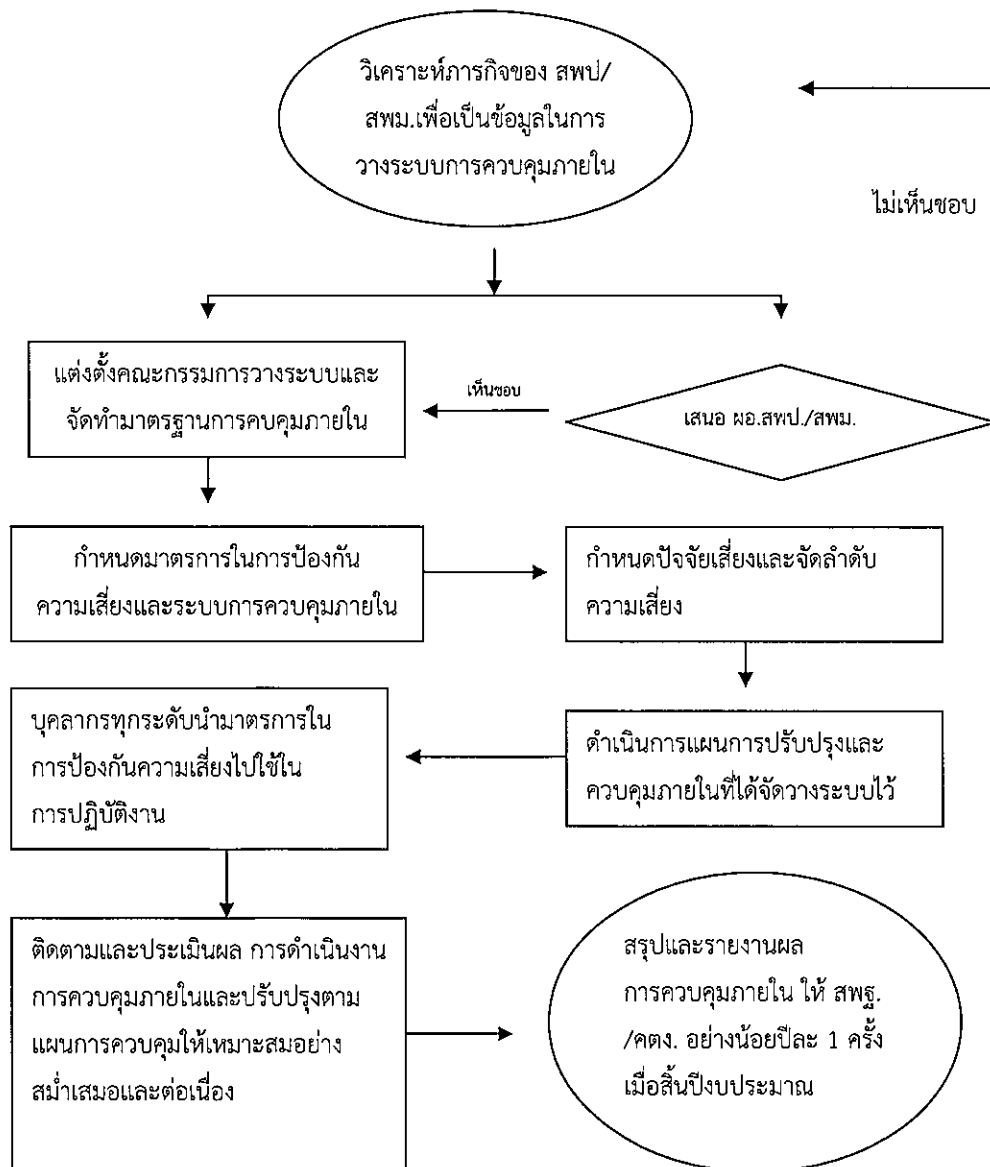 วิเคราะห์ภารกิจของ สพป/
สพม.เพื่อเป็นข้อมูลในการ
วางระบบการควบคุมภายใน
ไม่เห็นชอบ
แต่งตั้งคณะกรรมการวางระบบและ
จัดทำมาตรฐานการคบคุมภายใน
เห็นชอบ
เสนอ ผอ.สพป./สพม.
กำหนดมาตรการในการป้องกัน
ความเสี่ยงและระบบการควบคุมภายใน
กำหนดปัจจัยเสี่ยงและจัดลำดับ
ความเสี่ยง
บุคลากรทุกระดับนำมาตรการใน
การป้องกันความเสี่ยงไปใช้ใน
การปฏิบัติงาน
ดำเนินการแผนการปรับปรุงและ
ควบคุมภายในที่ได้จัดวางระบบไว้
ติดตามและประเมินผล การดำเนินงาน
การควบคุมภายในและปรับปรุงตาม
แผนการควบคุมให้เหมาะสมอย่าง
สม่ำเสมอและต่อเนื่อง
สรุปและรายงานผล
การควบคุมภายใน ให้ สพฐ.
/คตง. อย่างน้อยปีละ 1 ครั้ง
เมื่อสิ้นปีงบประมาณ